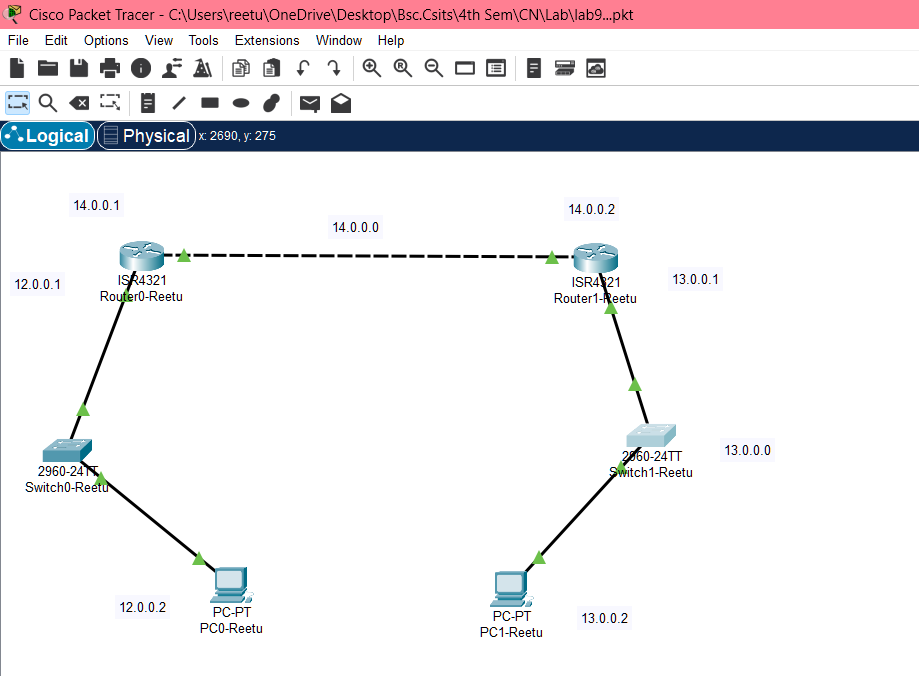 Cisco Packet Tracer - C:\Users\reetu\OneDrive\Desktop\Bsc.Csits\4th Sem\CN\Lab\lab9...pkt
File Edit Options View Tools Extensions Window Help
Logical Physical x: 2690, y: 275
14.0.0.1
14.0.0.2
14.0.0.0
12.0.0.1
13.0.0.1
ISR4321
Router0-Reetu
ISR4321
Router1-Reetu
13.0.0.0
2960-24TT
Switch0-Reetu
2960-24TT
Switch1-Reetu
12.0.0.2
PC-PT
PC0-Reetu
PC-PT
PC1-Reetu
13.0.0.2